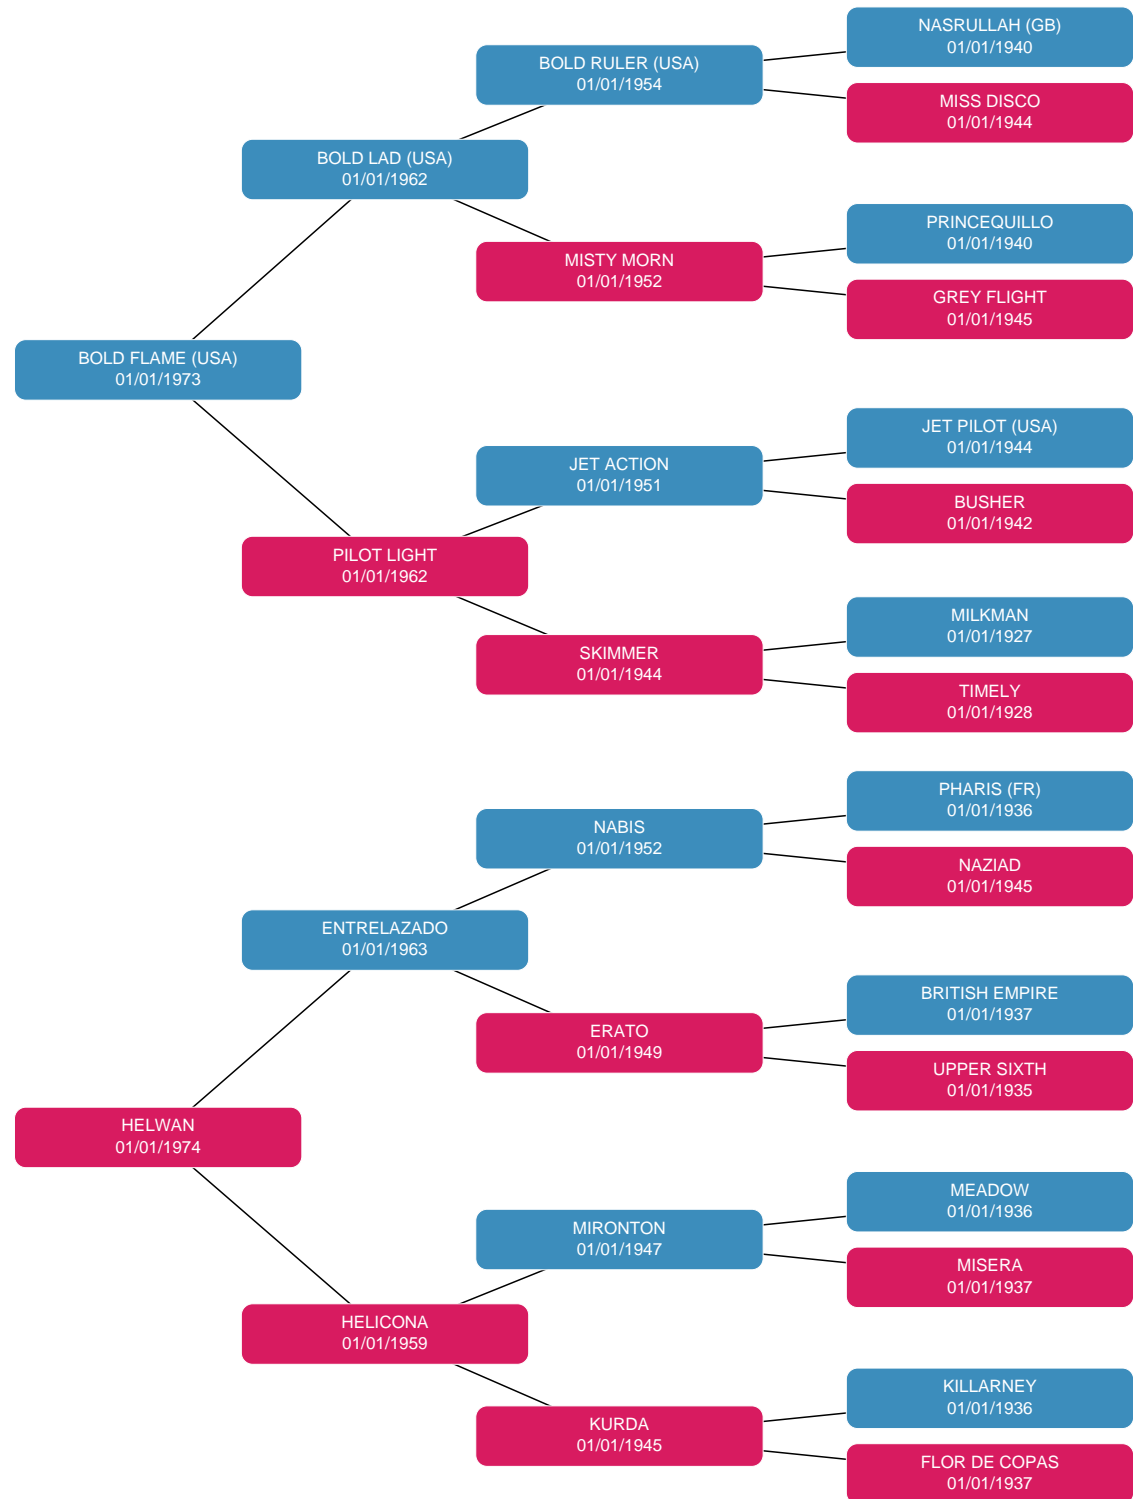 NASRULLAH (GB)
01/01/1940
BOLD RULER (USA)
01/01/1954
MISS DISCO
01/01/1944
BOLD LAD (USA)
01/01/1962
PRINCEQUILLO
01/01/1940
MISTY MORN
01/01/1952
GREY FLIGHT
01/01/1945
BOLD FLAME (USA)
01/01/1973
JET PILOT (USA)
01/01/1944
JET ACTION
01/01/1951
BUSHER
01/01/1942
PILOT LIGHT
01/01/1962
MILKMAN
01/01/1927
SKIMMER
01/01/1944
TIMELY
01/01/1928
PHARIS (FR)
01/01/1936
NABIS
01/01/1952
NAZIAD
01/01/1945
ENTRELAZADO
01/01/1963
BRITISH EMPIRE
01/01/1937
ERATO
01/01/1949
UPPER SIXTH
01/01/1935
HELWAN
01/01/1974
MEADOW
01/01/1936
MIRONTON
01/01/1947
MISERA
01/01/1937
HELICONA
01/01/1959
KILLARNEY
01/01/1936
KURDA
01/01/1945
FLOR DE COPAS
01/01/1937